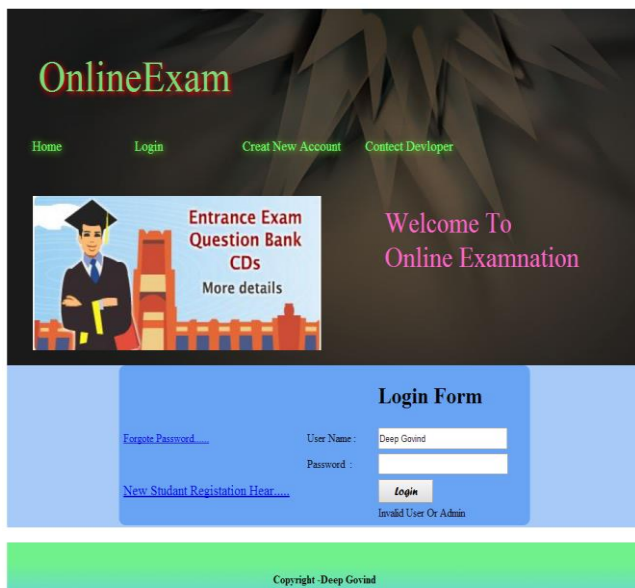 OnlineExam
Home Login Creat New Account Contect Devloper
Entrance Exam
Question Bank
CDs
More details
Welcome To
Online Examnation
Login Form
Forgote Password...... User Name : Deep Govind
Password :
New Studant Registation Hear..... Login
Invalid User Or Admin
Copyright -Deep Govind